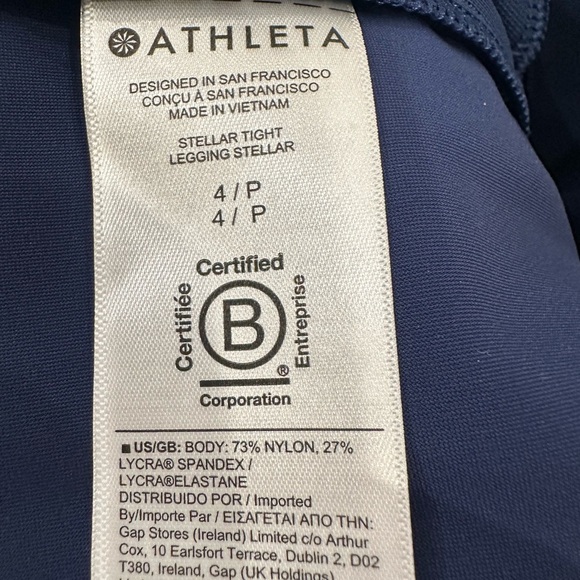 ATHLETA
DESIGNED IN SAN FRANCISCO
CONÇU À SAN FRANCISCO
MADE IN VIETNAM
STELLAR TIGHT
LEGGING STELLAR
4 / P
4 / P
Certified
Certifiée
B
Entreprise
®
Corporation
US/GB: BODY: 73% NYLON, 27%
LYCRA® SPANDEX /
LYCRA®ELASTANE
DISTRIBUIDO POR / Imported
By/Importe Par / ΕΙΣΑΓΕΤΑΙ ΑΠΟ ΤΗΝ:
Gap Stores (Ireland) Limited c/o Arthur
Cox, 10 Earlsfort Terrace, Dublin 2, D02
T380, Ireland, Gap (UK Holdings)